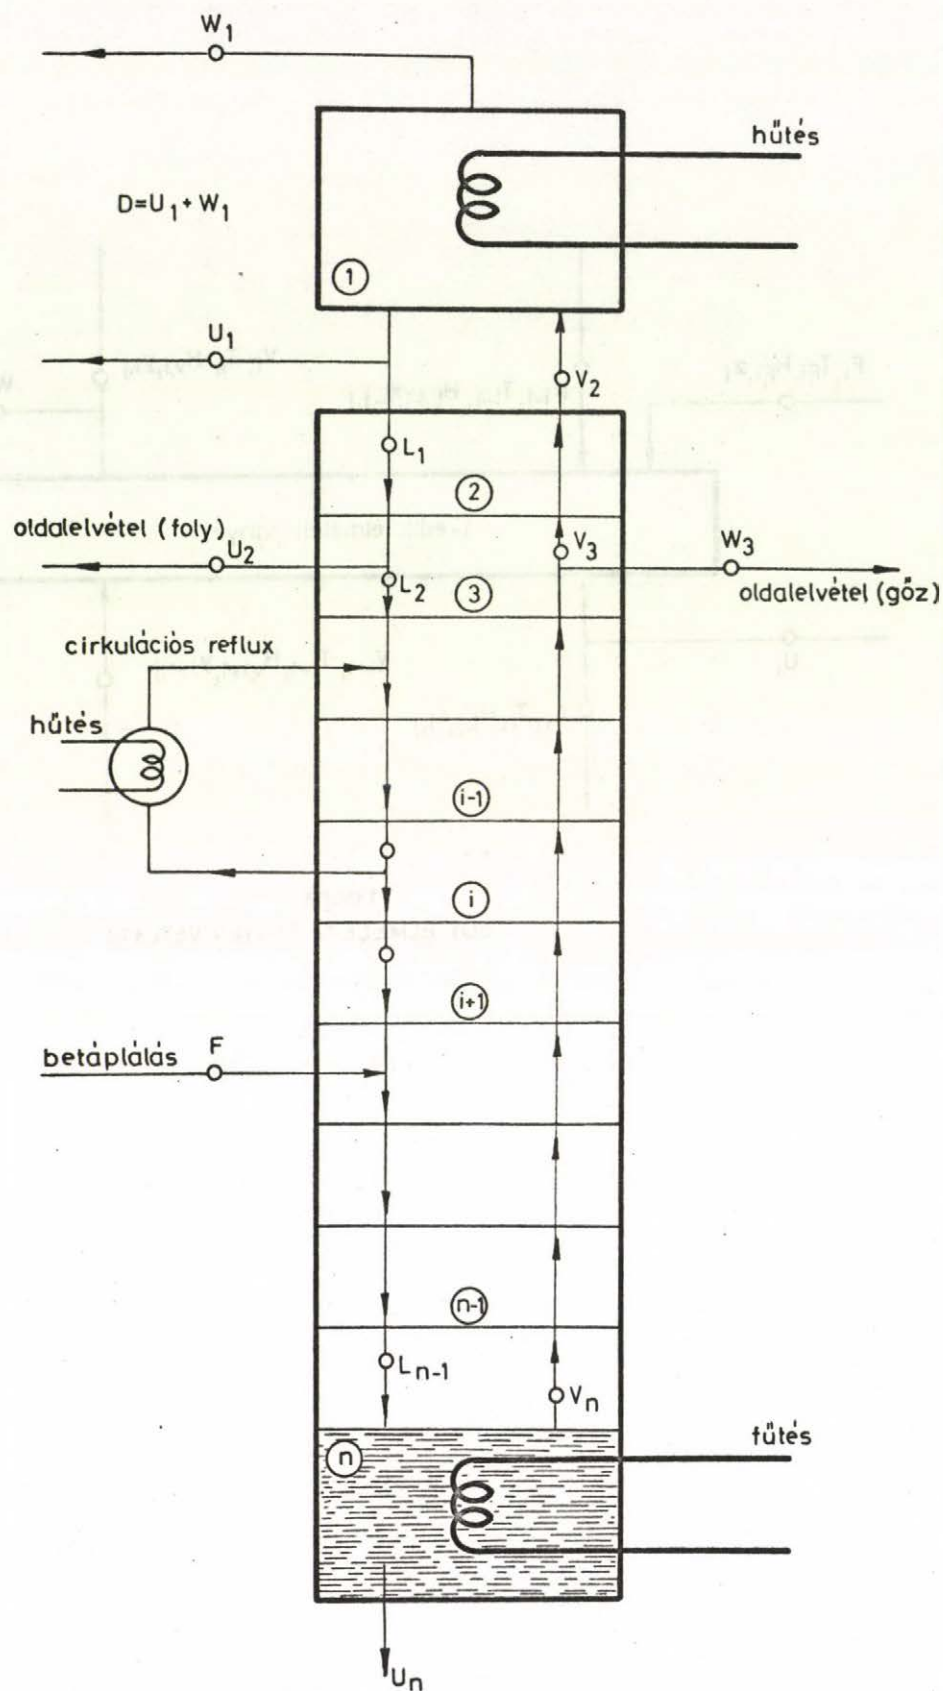 W₁
hűtés
D=U₁+W₁
1
U₁
V₂
L₁
2
oldalelvétel (foly)
U₂
V₃
W₃
L₂
3
oldalelvétel (gőz)
cirkulációs reflux
hűtés
i-1
i
i+1
betáplálás
F
n-1
Lₙ₋₁
Vₙ
fűtés
n
Uₙ